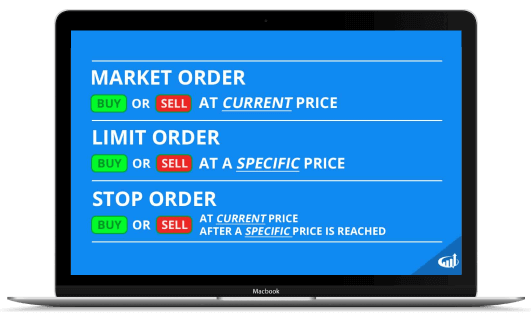 MARKET ORDER
BUY OR SELL AT CURRENT PRICE
LIMIT ORDER
BUY OR SELL AT A SPECIFIC PRICE
STOP ORDER
BUY OR SELL AT CURRENT PRICE
AFTER A SPECIFIC PRICE IS REACHED
Macbook